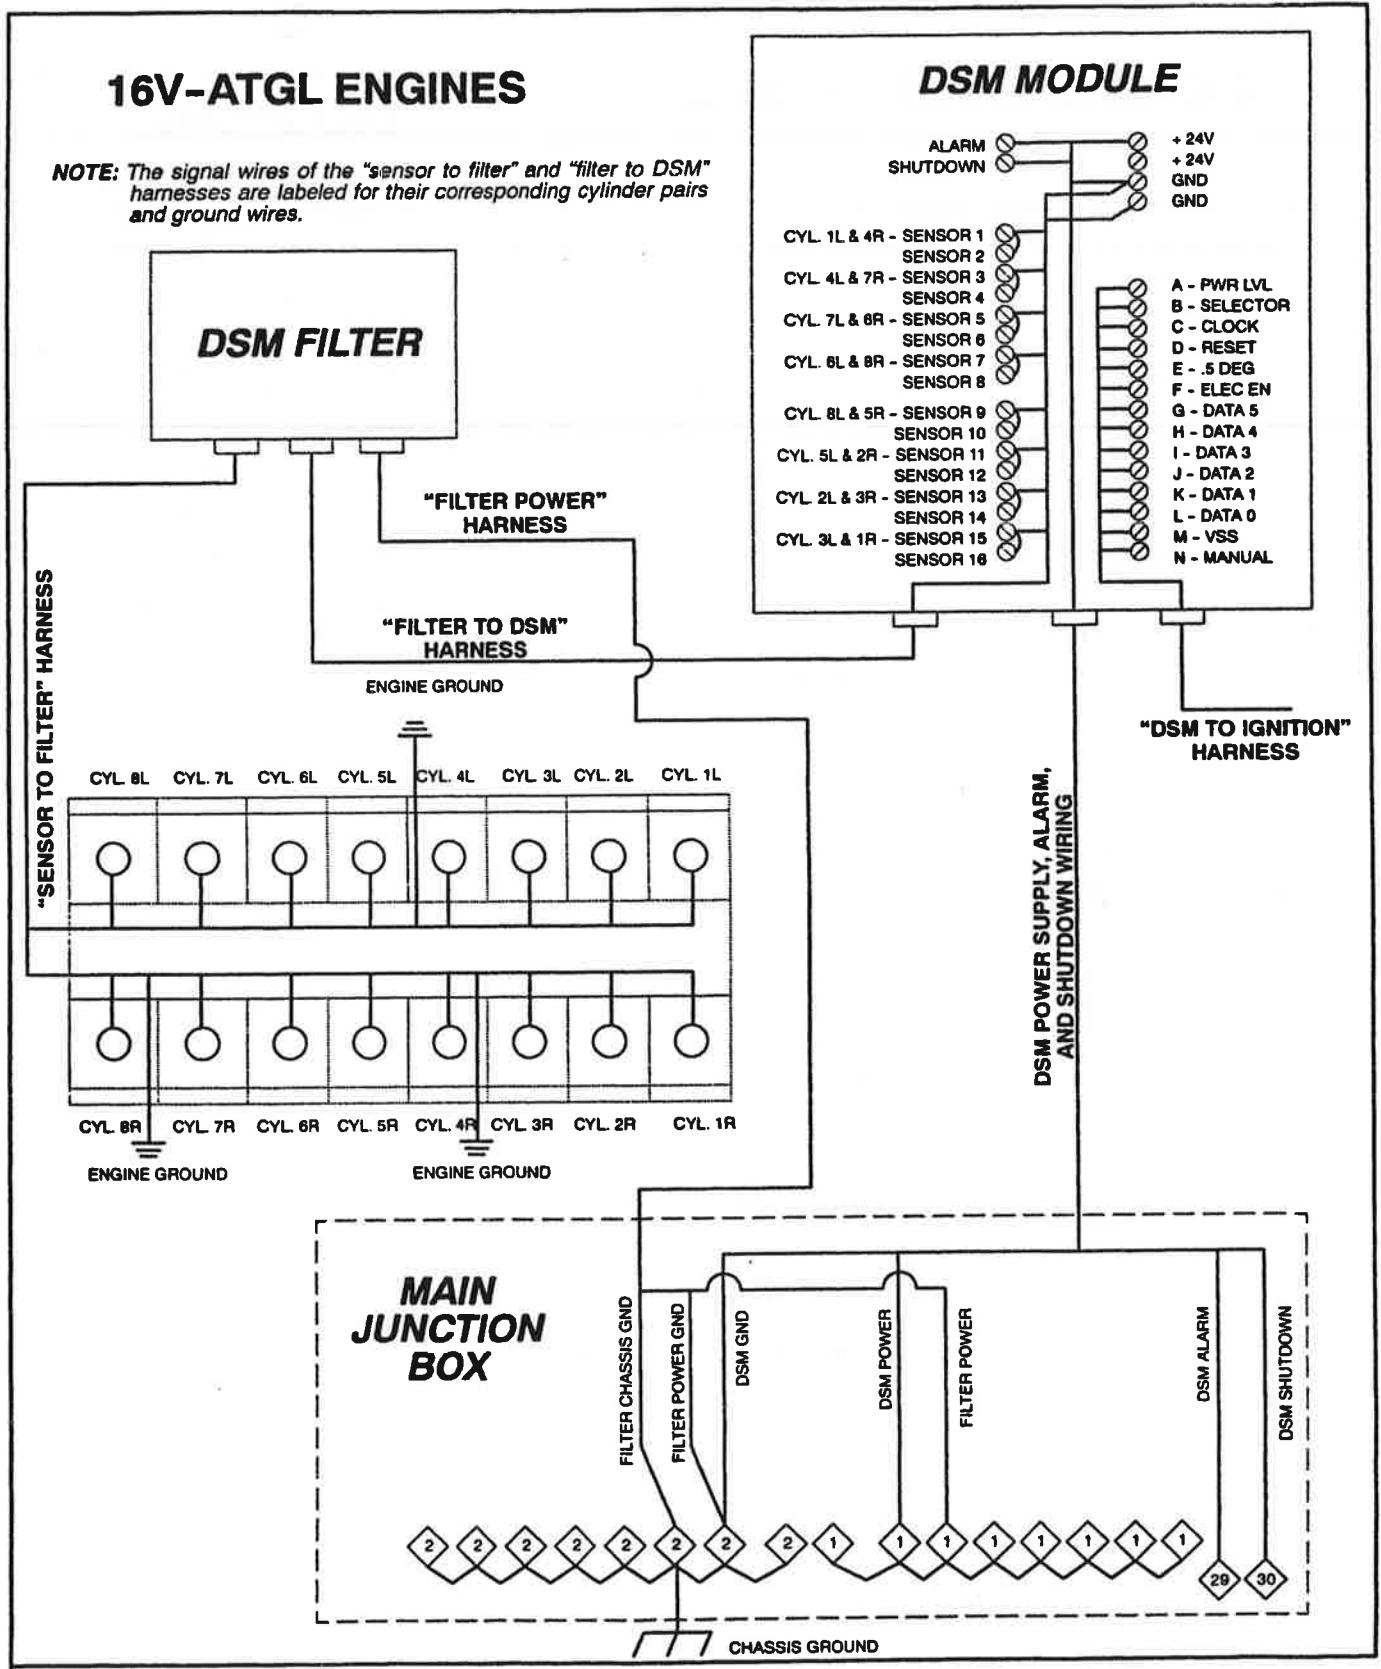 16V-ATGL ENGINES
NOTE: The signal wires of the "sensor to filter" and "filter to DSM"
harnesses are labeled for their corresponding cylinder pairs
and ground wires.
DSM FILTER
"FILTER POWER"
HARNESS
"FILTER TO DSM"
HARNESS
"SENSOR TO FILTER" HARNESS
DSM MODULE
ALARM
SHUTDOWN
+ 24V
+ 24V
GND
GND
CYL. 1L & 4R - SENSOR 1
SENSOR 2
CYL. 4L & 7R - SENSOR 3
SENSOR 4
CYL. 7L & 6R - SENSOR 5
SENSOR 6
CYL. 6L & 8R - SENSOR 7
SENSOR 8
CYL. 8L & 5R - SENSOR 9
SENSOR 10
CYL. 5L & 2R - SENSOR 11
SENSOR 12
CYL. 2L & 3R - SENSOR 13
SENSOR 14
CYL. 3L & 1R - SENSOR 15
SENSOR 16
A - PWR LVL
B - SELECTOR
C - CLOCK
D - RESET
E - .5 DEG
F - ELEC EN
G - DATA 5
H - DATA 4
I - DATA 3
J - DATA 2
K - DATA 1
L - DATA 0
M - VSS
N - MANUAL
"DSM TO IGNITION"
HARNESS
DSM POWER SUPPLY, ALARM,
AND SHUTDOWN WIRING
ENGINE GROUND
CYL. 8L CYL. 7L CYL. 6L CYL. 5L CYL. 4L CYL. 3L CYL. 2L CYL. 1L
CYL. 8R CYL. 7R CYL. 6R CYL. 5R CYL. 4R CYL. 3R CYL. 2R CYL. 1R
ENGINE GROUND
ENGINE GROUND
MAIN
JUNCTION
BOX
FILTER CHASSIS GND
FILTER POWER GND
DSM GND
DSM POWER
FILTER POWER
DSM ALARM
DSM SHUTDOWN
2 2 2 2 2 2 2 2 1 1 1 1 1 1 1 1
29 30
CHASSIS GROUND